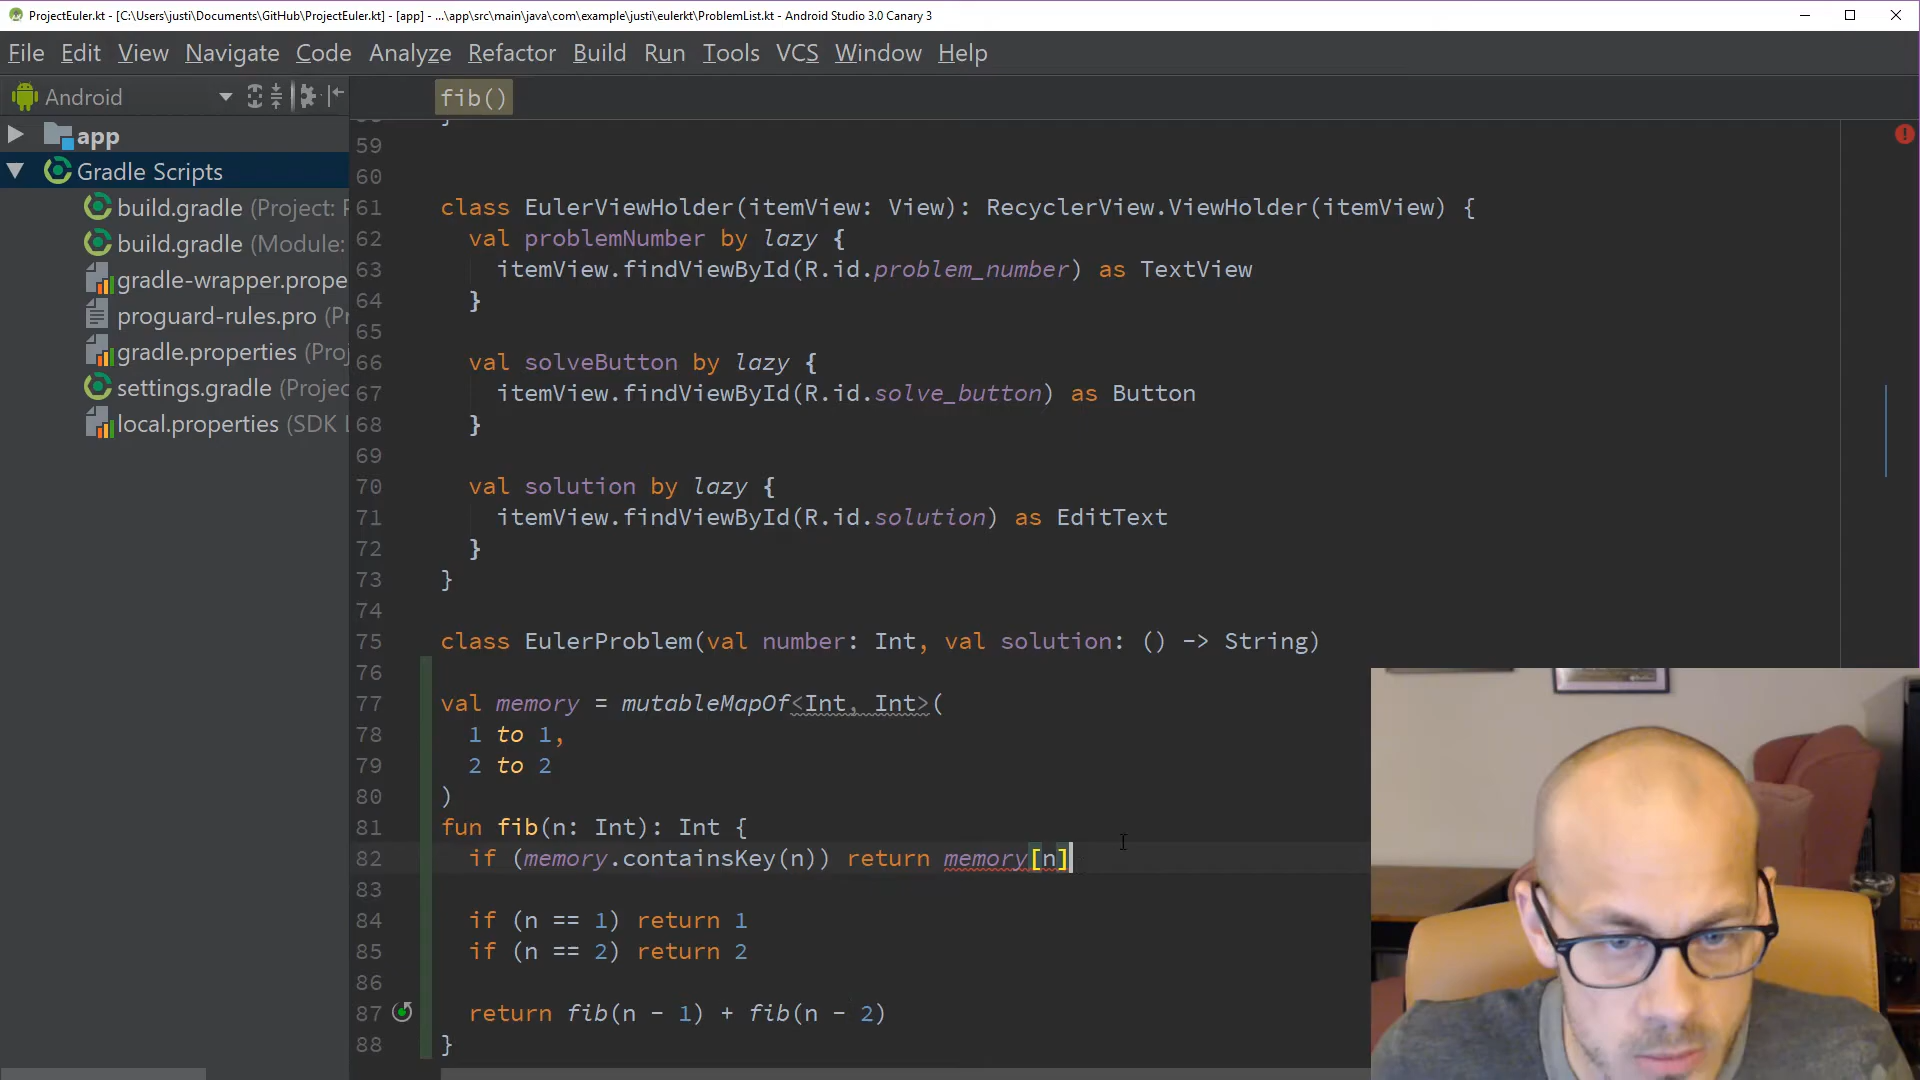 ProjectEuler.kt - [C:\Users\justi\Documents\GitHub\ProjectEuler.kt] - [app] - ...\app\src\main\java\com\example\justi\eulerkt\ProblemList.kt - Android Studio 3.0 Canary 3
File Edit View Navigate Code Analyze Refactor Build Run Tools VCS Window Help
Android
fib()
app
Gradle Scripts
build.gradle (Project:
build.gradle (Module:
gradle-wrapper.prope
proguard-rules.pro
gradle.properties (Proj
settings.gradle (Projec
local.properties (SDK L
59
60
61 class EulerViewHolder(itemView: View): RecyclerView.ViewHolder(itemView) {
62 val problemNumber by lazy {
63 itemView.findViewById(R.id.problem_number) as TextView
64 }
65
66 val solveButton by lazy {
67 itemView.findViewById(R.id.solve_button) as Button
68 }
69
70 val solution by lazy {
71 itemView.findViewById(R.id.solution) as EditText
72 }
73 }
74
75 class EulerProblem(val number: Int, val solution: () -> String)
76
77 val memory = mutableMapOf<Int, Int>(
78 1 to 1,
79 2 to 2
80 )
81 fun fib(n: Int): Int {
82 if (memory.containsKey(n)) return memory[n]
83
84 if (n == 1) return 1
85 if (n == 2) return 2
86
87 return fib(n - 1) + fib(n - 2)
88 }